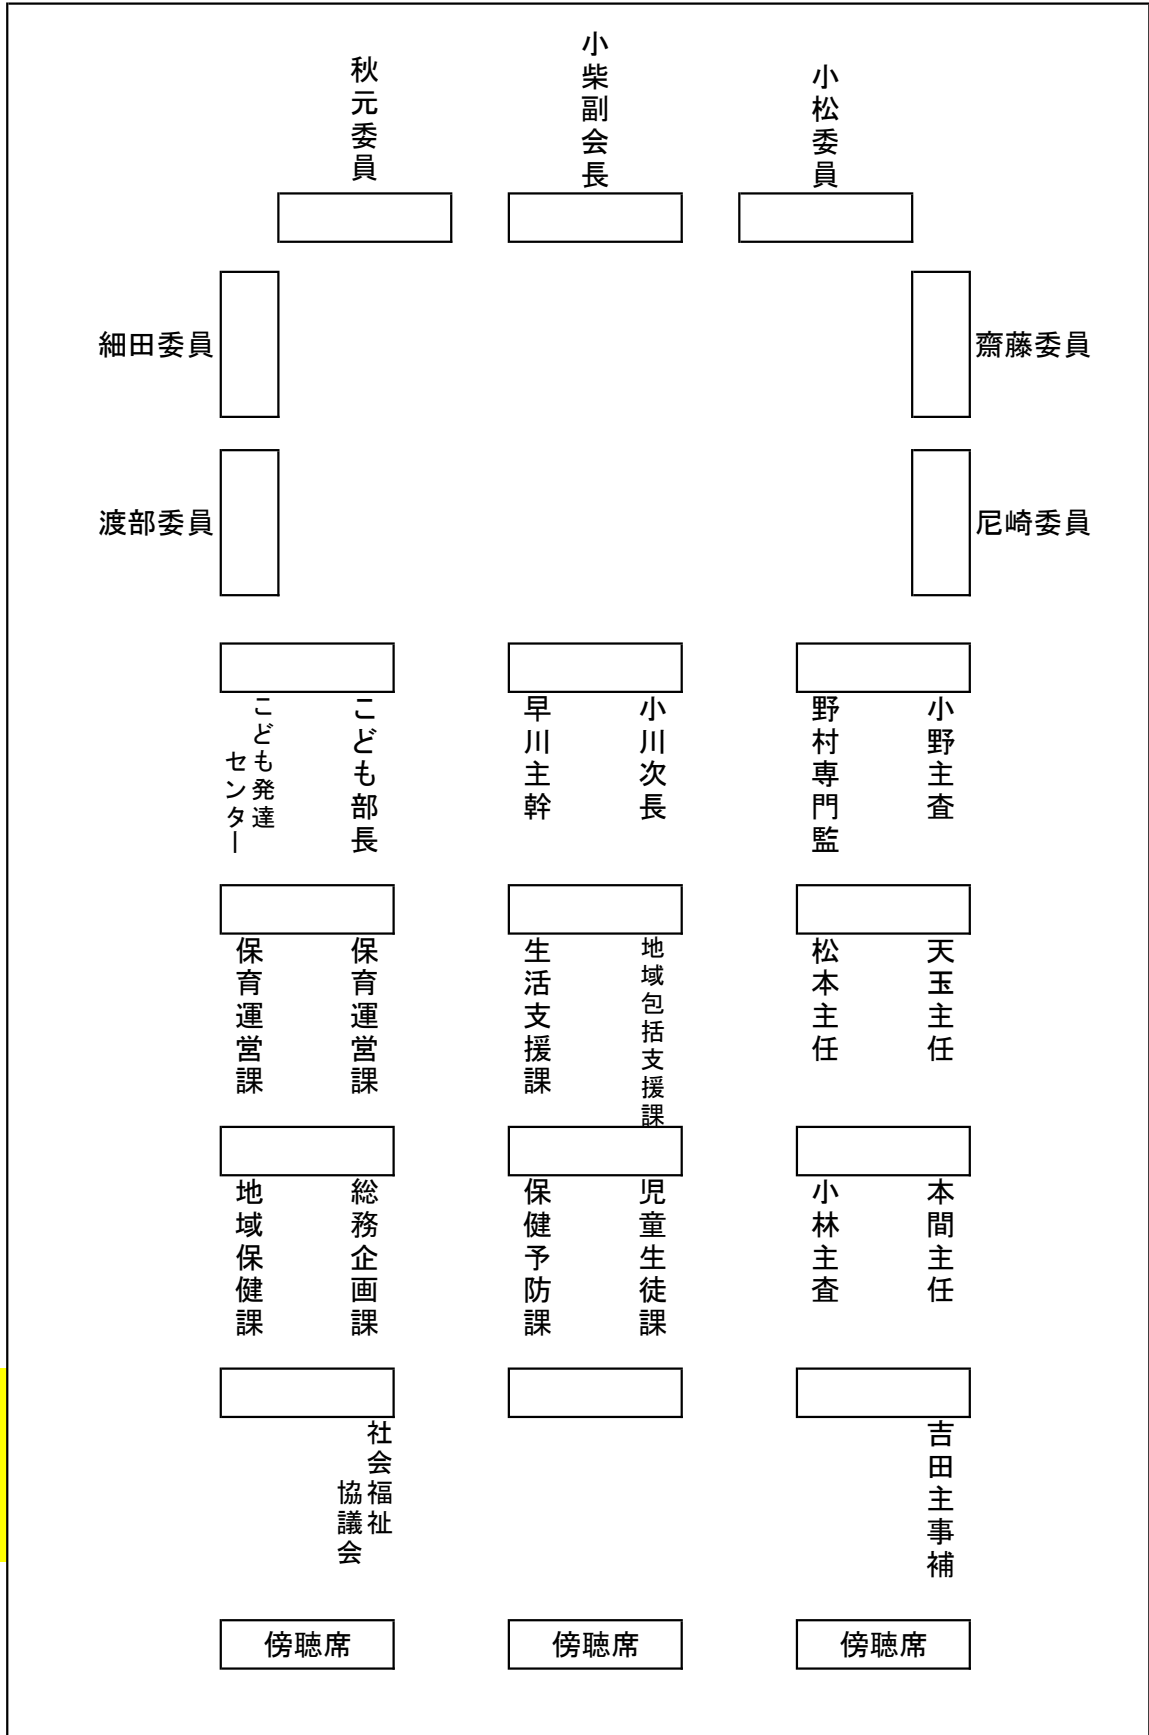 秋元委員
小柴副会長
小松委員
細田委員
齋藤委員
渡部委員
尼崎委員
こども発達
センター
こども部長
早川主幹
小川次長
野村専門監
小野主査
保育運営課
保育運営課
生活支援課
地域包括支援課
松本主任
天玉主任
地域保健課
総務企画課
保健予防課
児童生徒課
小林主査
本間主任
社会福祉
協議会
吉田主事補
傍聴席
傍聴席
傍聴席